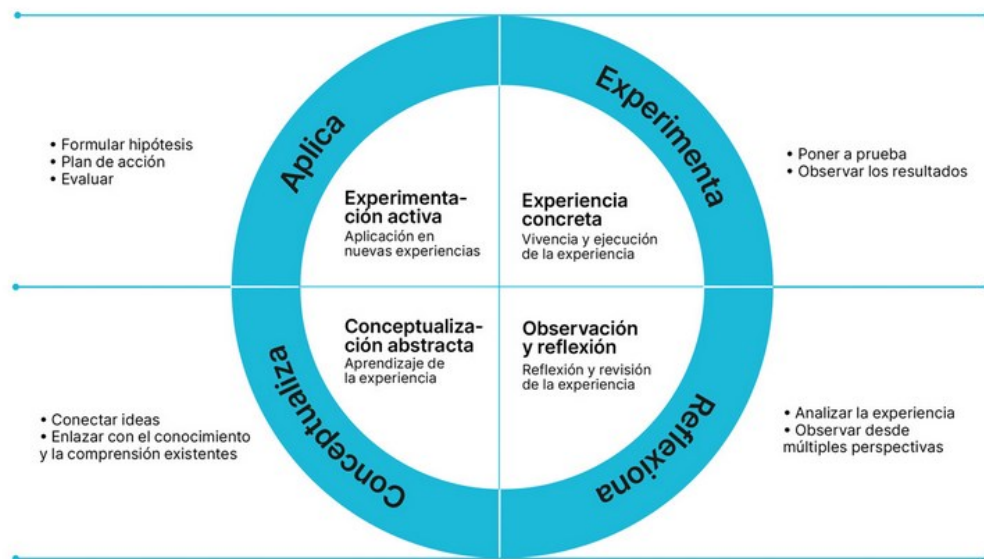 Aplica
• Formular hipótesis
• Plan de acción
• Evaluar
Experimenta-
ción activa
Aplicación en
nuevas experiencias
Experimenta
Experiencia
concreta
Vivencia y ejecución
de la experiencia
• Poner a prueba
• Observar los resultados
Conceptualiza
• Conectar ideas
• Enlazar con el conocimiento
y la comprensión existentes
Conceptualiza-
ción abstracta
Aprendizaje de
la experiencia
Observación
y reflexión
Reflexión y revisión
de la experiencia
Reflexiona
• Analizar la experiencia
• Observar desde
múltiples perspectivas